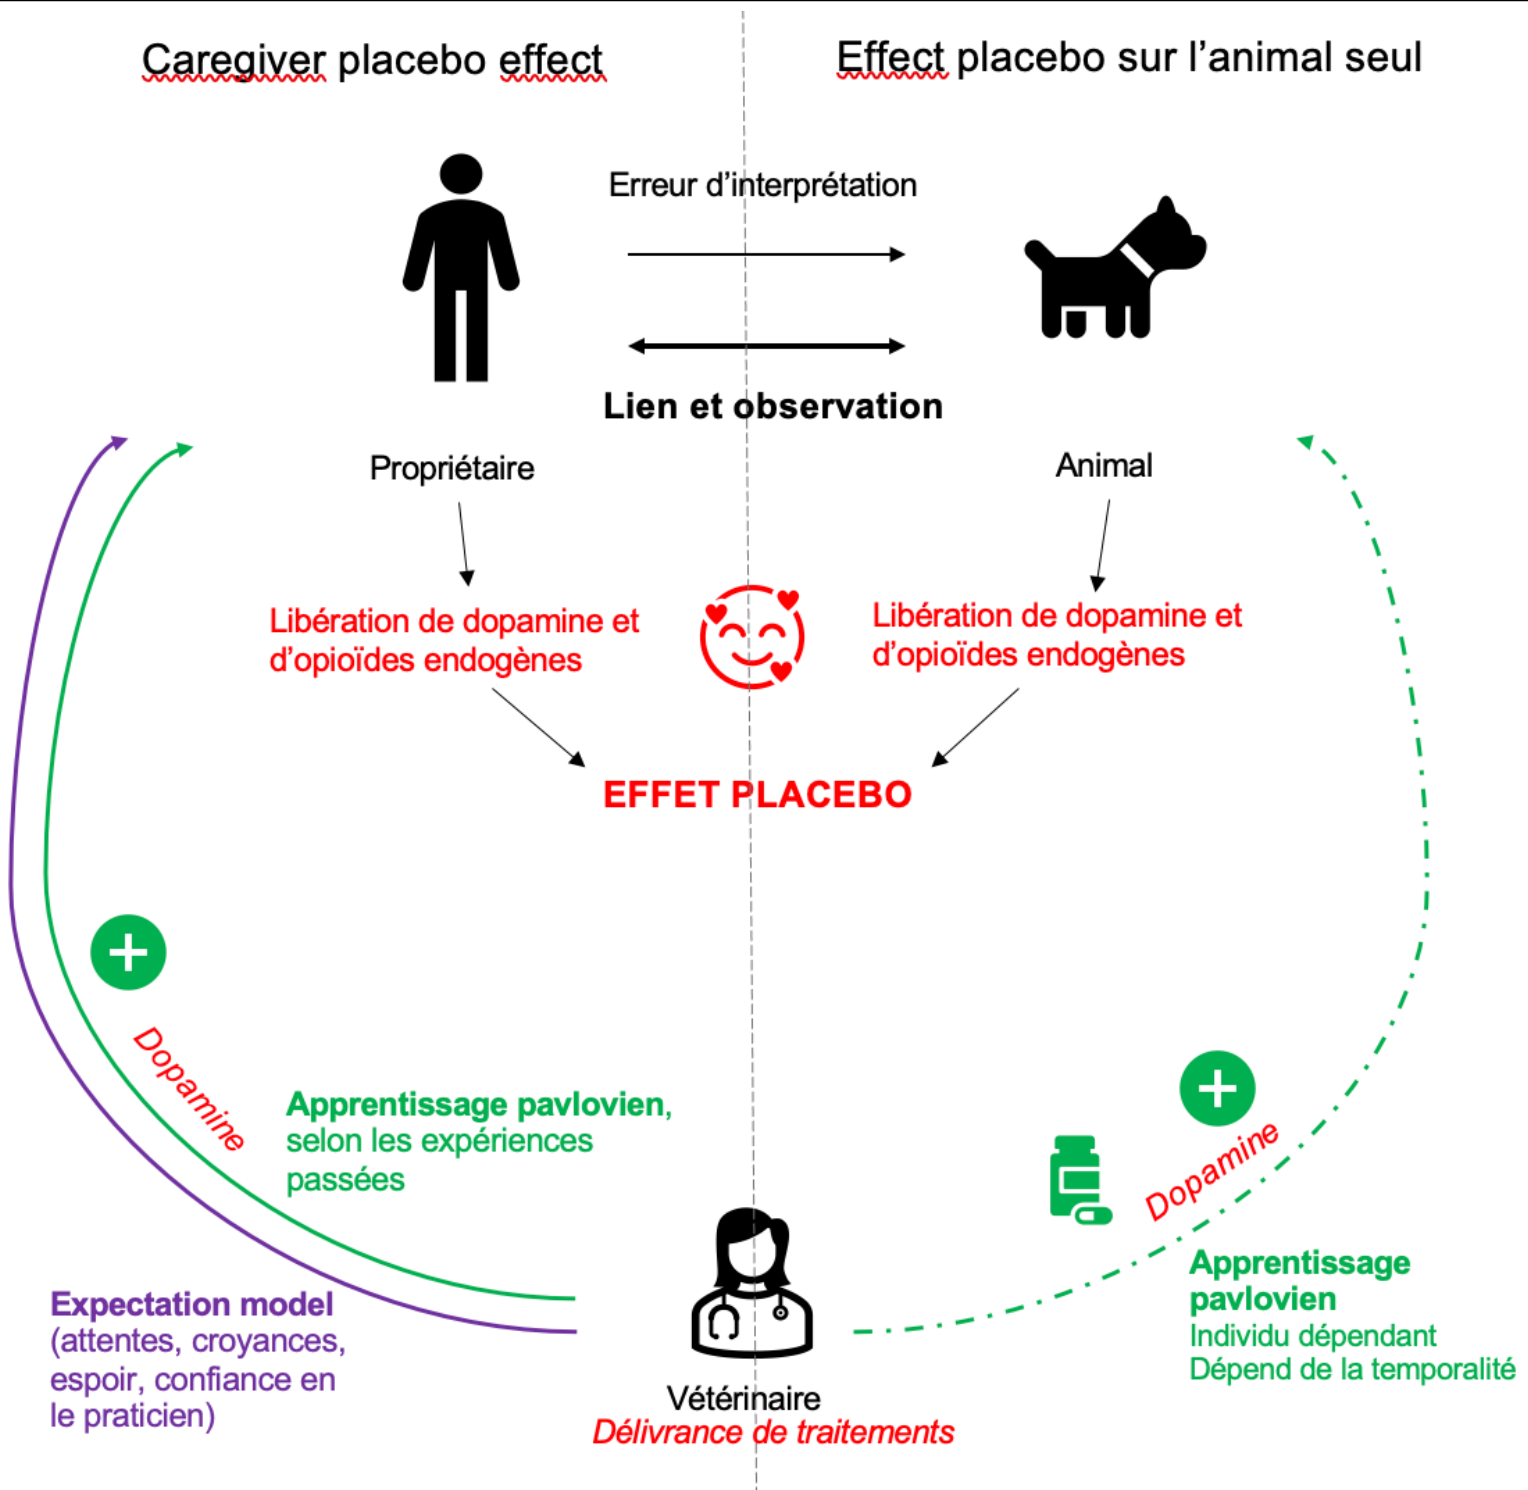 Caregiver placebo effect
Effect placebo sur l’animal seul
Erreur d’interprétation
Lien et observation
Propriétaire
Animal
Libération de dopamine et
d’opioïdes endogènes
Libération de dopamine et
d’opioïdes endogènes
EFFET PLACEBO
Dopamine
Apprentissage pavlovien,
selon les expériences
passées
Dopamine
Expectation model
(attentes, croyances,
espoir, confiance en
le praticien)
Apprentissage
pavlovien
Individu dépendant
Dépend de la temporalité
Vétérinaire
Délivrance de traitements